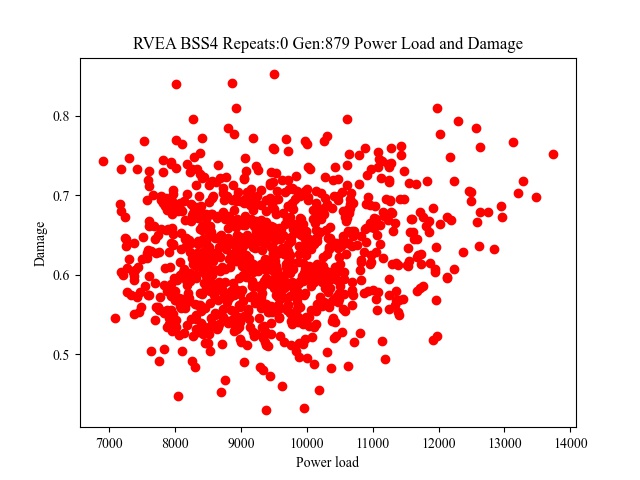 RVEA BSS4 Repeats:0 Gen:879 Power Load and Damage
0.8
0.7
0.6
0.5
Damage
7000 8000 9000 10000 11000 12000 13000 14000
Power load